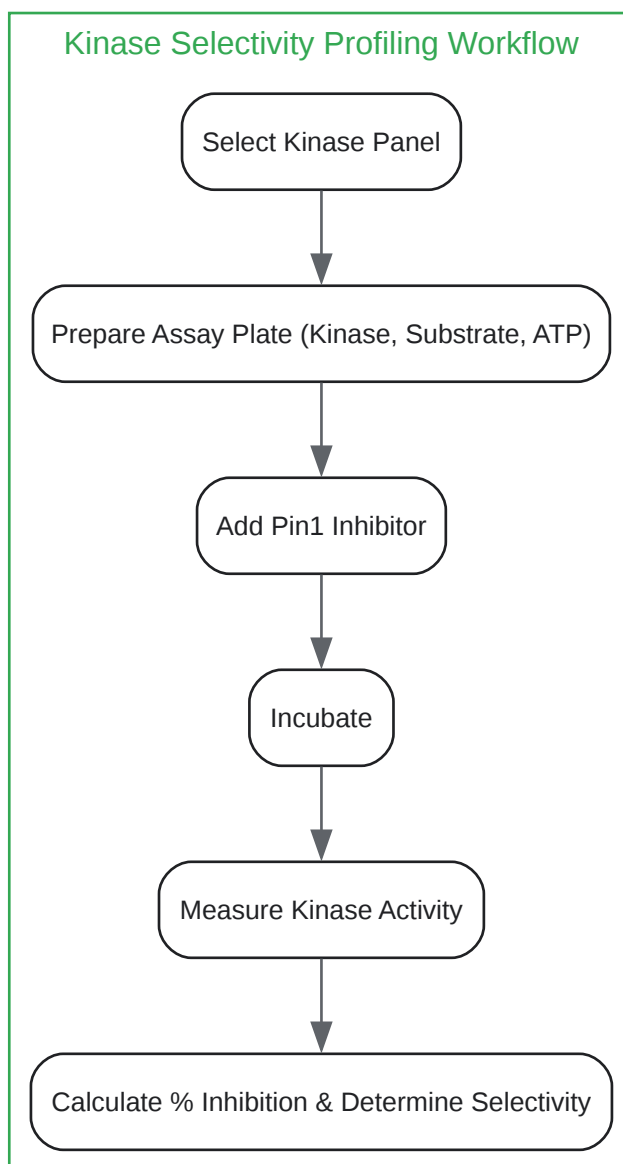 Kinase Selectivity Profiling Workflow
Select Kinase Panel
Prepare Assay Plate (Kinase, Substrate, ATP)
Add Pin1 Inhibitor
Incubate
Measure Kinase Activity
Calculate % Inhibition & Determine Selectivity